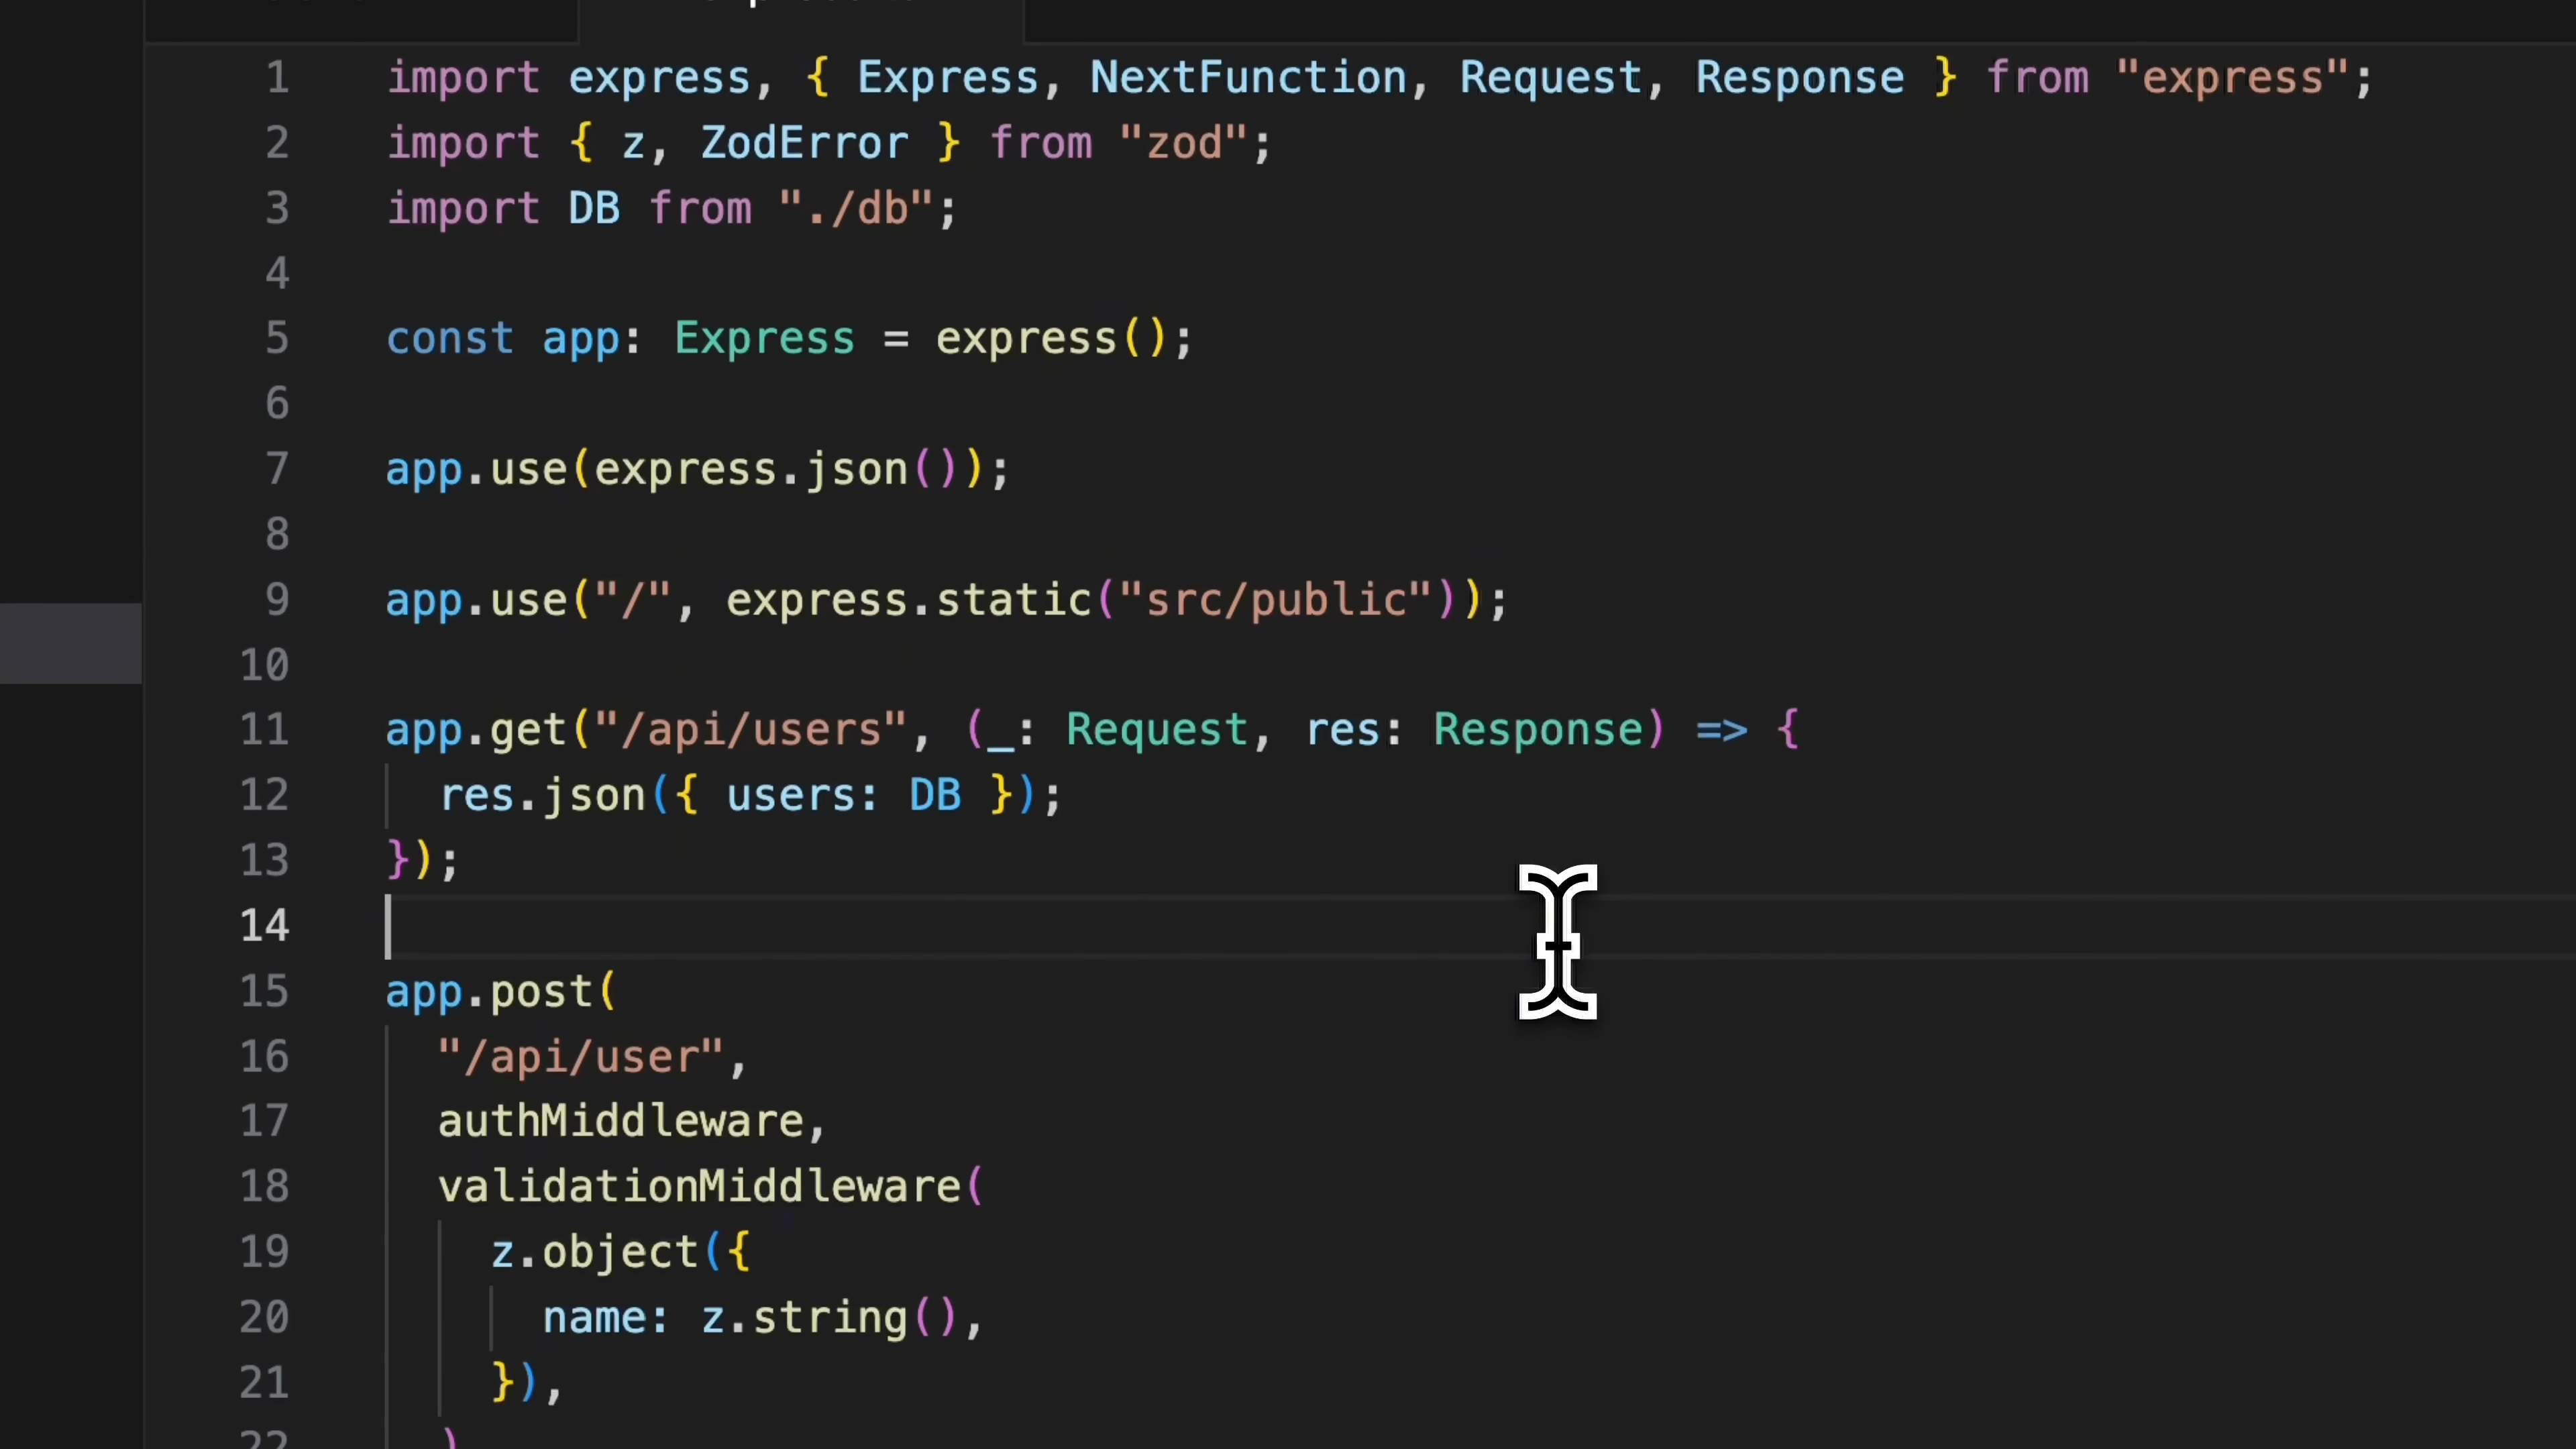 1 import express, { Express, NextFunction, Request, Response } from "express";
2 import { z, ZodError } from "zod";
3 import DB from "./db";
4
5 const app: Express = express();
6
7 app.use(express.json());
8
9 app.use("/", express.static("src/public"));
10
11 app.get("/api/users", (_: Request, res: Response) => {
12 res.json({ users: DB });
13 });
14
15 app.post(
16 "/api/user",
17 authMiddleware,
18 validationMiddleware(
19 z.object({
20 name: z.string(),
21 }),
22 )